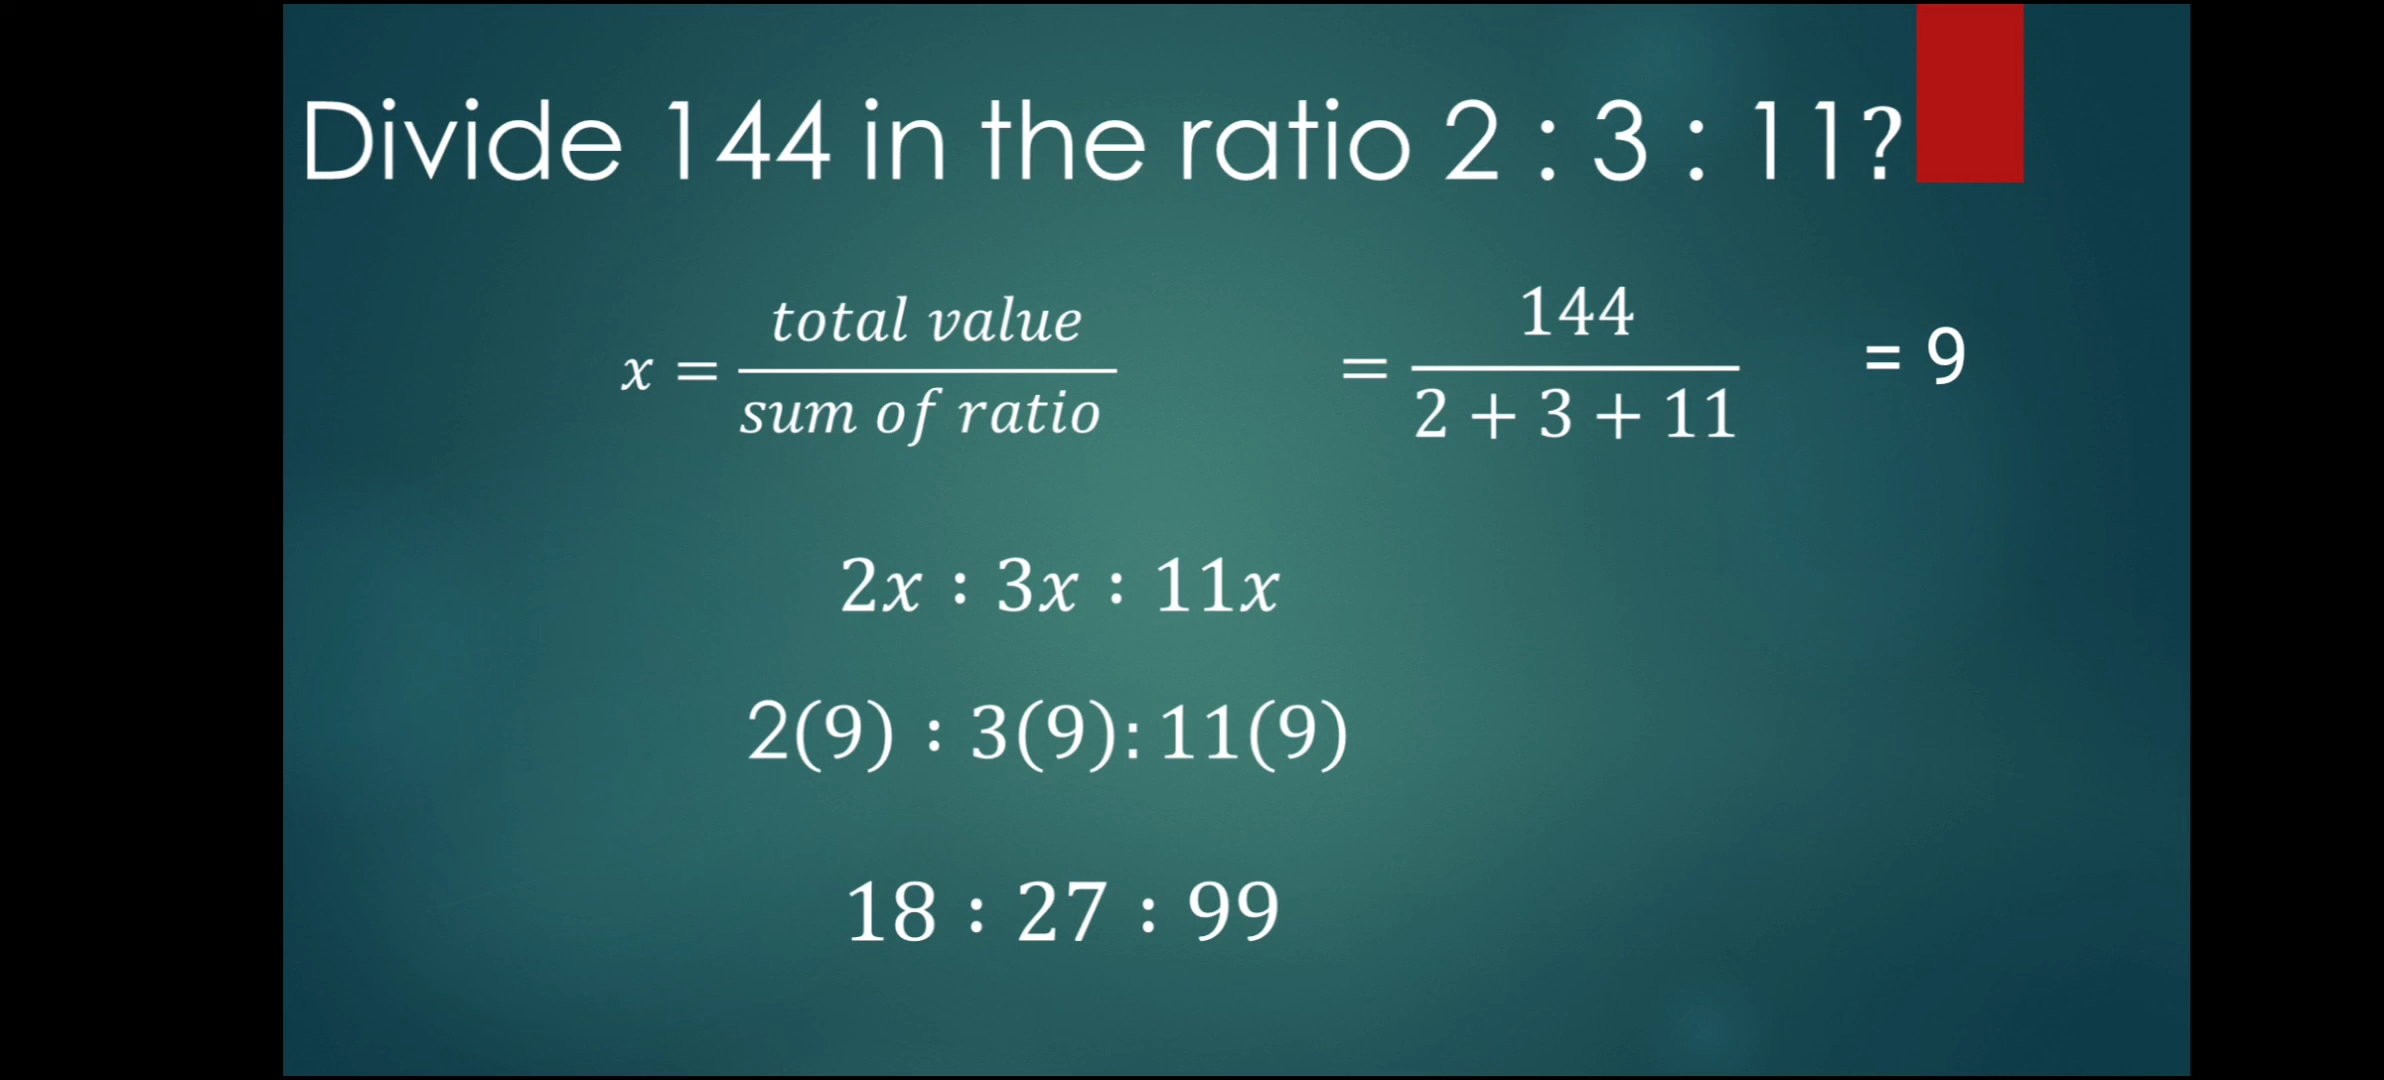 Divide 144 in the ratio 2 : 3 : 11?
x = total value / sum of ratio = 144 / 2 + 3 + 11 = 9
2x : 3x : 11x
2(9) : 3(9): 11(9)
18 : 27 : 99